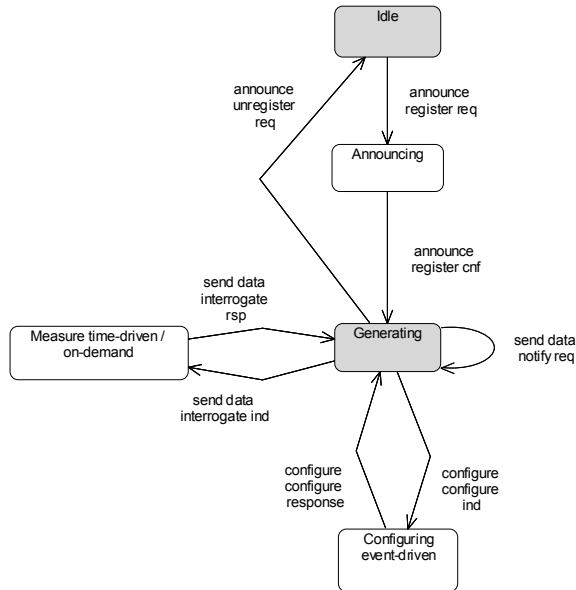 Idle
announce
unregister
req
announce
register req
Announcing
announce
register cnf
send data
interrogate
rsp
Measure time-driven /
on-demand
Generating
send data
notify req
send data
interrogate ind
configure
configure
response
configure
configure
ind
Configuring
event-driven